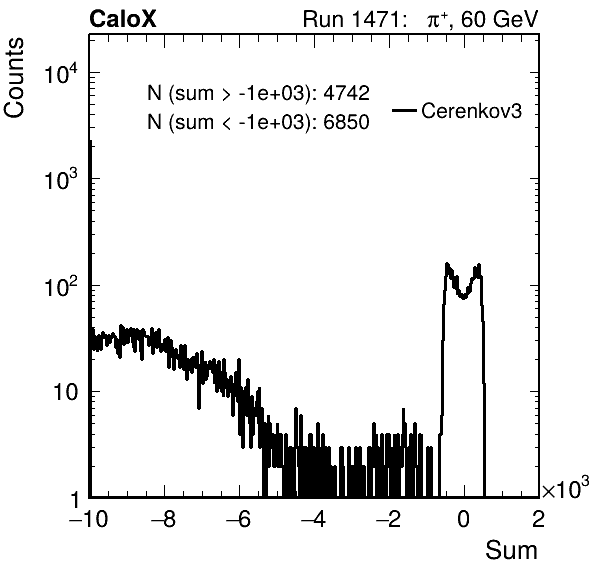 CaloX Run 1471: π⁺, 60 GeV
Counts
N (sum > -1e+03): 4742
N (sum < -1e+03): 6850
Cerenkov3
10⁴
10³
10²
10
1
−10 −8 −6 −4 −2 0 2
×10³
Sum